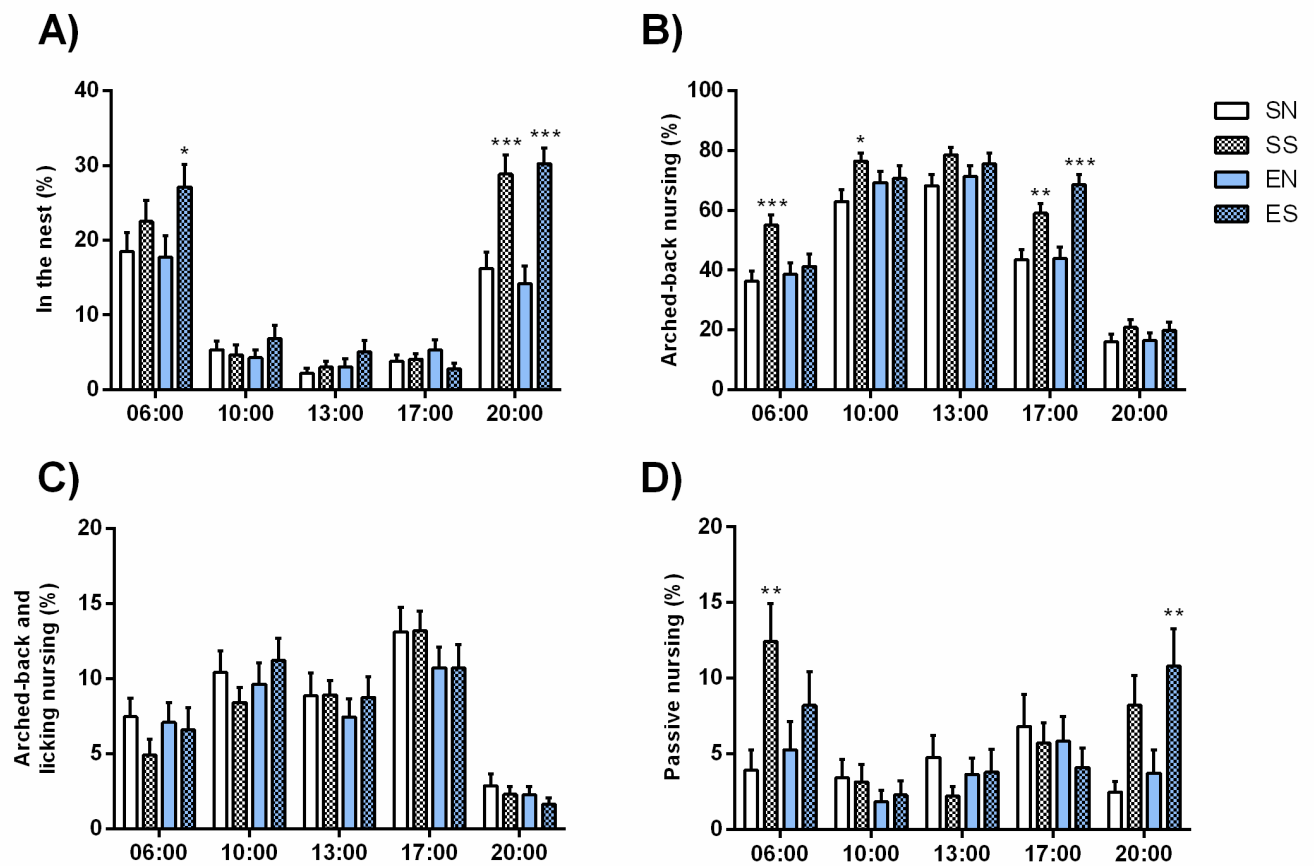 A)
In the nest (%)
40
30
20
10
0
*
***
***
06:00 10:00 13:00 17:00 20:00
B)
Arched-back nursing (%)
100
80
60
40
20
0
***
*
**
***
06:00 10:00 13:00 17:00 20:00
SN
SS
EN
ES
C)
Arched-back and
licking nursing (%)
20
15
10
5
0
06:00 10:00 13:00 17:00 20:00
D)
Passive nursing (%)
20
15
10
5
0
**
**
06:00 10:00 13:00 17:00 20:00